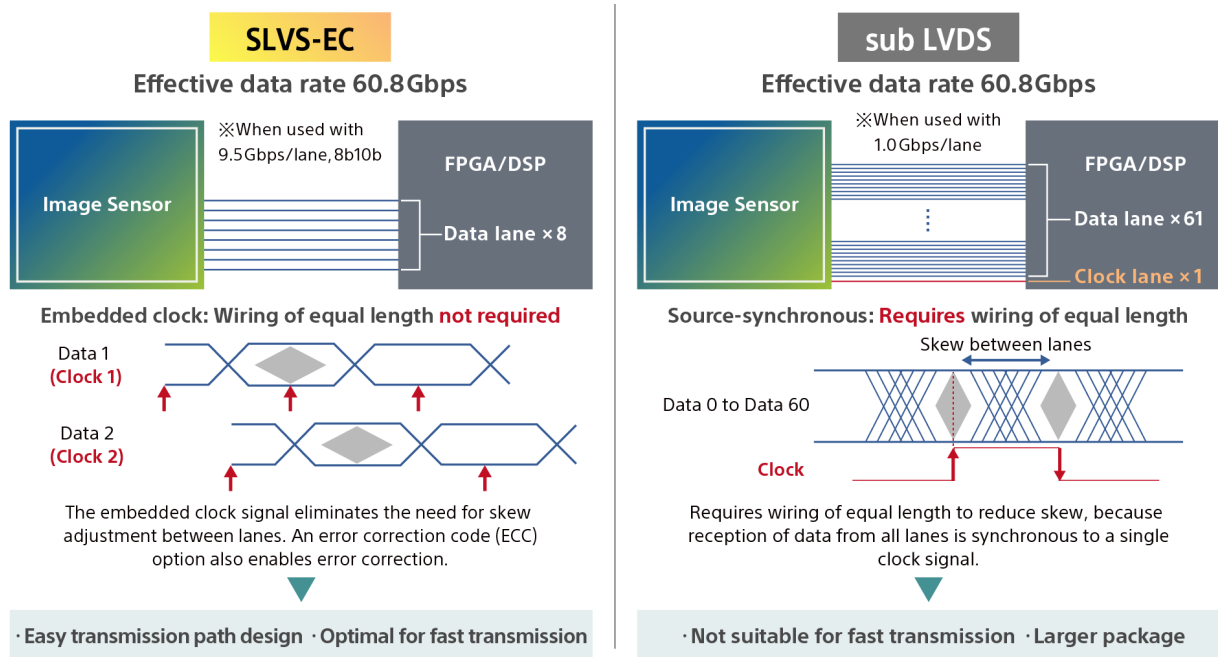 SLVS-EC
Effective data rate 60.8Gbps
※When used with
9.5Gbps/lane, 8b10b
Image Sensor
FPGA/DSP
Data lane ×8
Embedded clock: Wiring of equal length not required
Data 1
(Clock 1)
Data 2
(Clock 2)
The embedded clock signal eliminates the need for skew
adjustment between lanes. An error correction code (ECC)
option also enables error correction.
· Easy transmission path design · Optimal for fast transmission
sub LVDS
Effective data rate 60.8Gbps
※When used with
1.0Gbps/lane
Image Sensor
FPGA/DSP
Data lane ×61
Clock lane ×1
Source-synchronous: Requires wiring of equal length
Skew between lanes
Data 0 to Data 60
Clock
Requires wiring of equal length to reduce skew, because
reception of data from all lanes is synchronous to a single
clock signal.
· Not suitable for fast transmission · Larger package